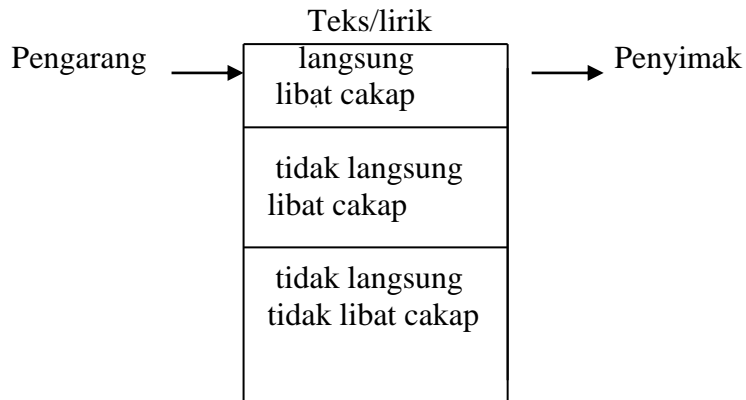 Teks/lirik
Pengarang
langsung
libat cakap
Penyimak
tidak langsung
libat cakap
tidak langsung
tidak libat cakap